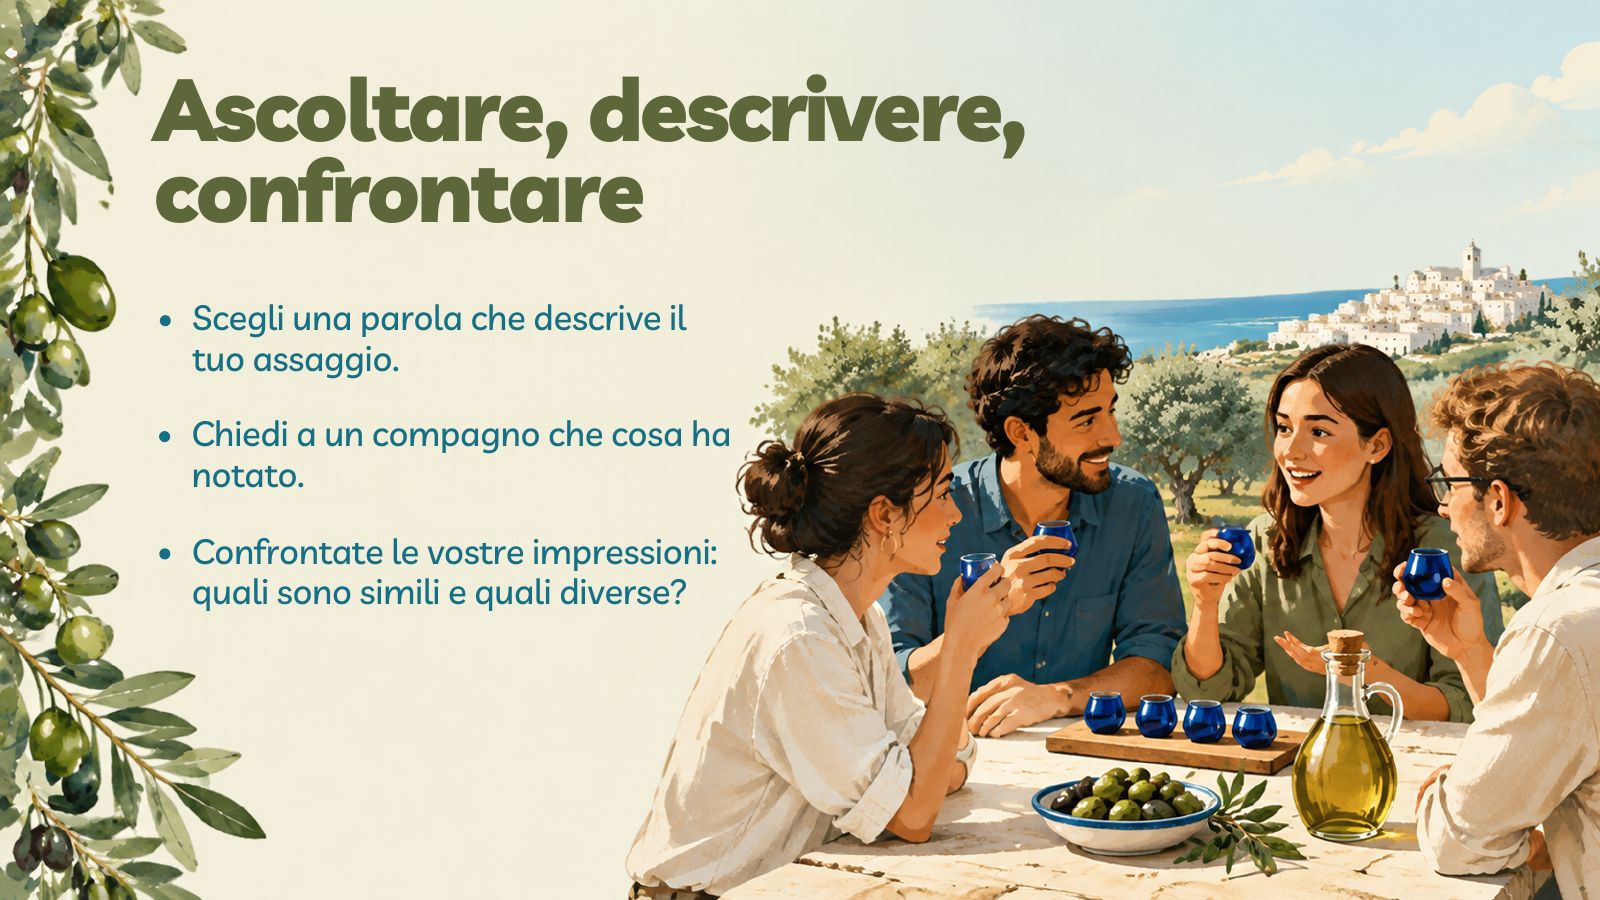 Ascoltare, descrivere,
confrontare
• Scegli una parola che descrive il
tuo assaggio.
• Chiedi a un compagno che cosa ha
notato.
• Confrontate le vostre impressioni:
quali sono simili e quali diverse?